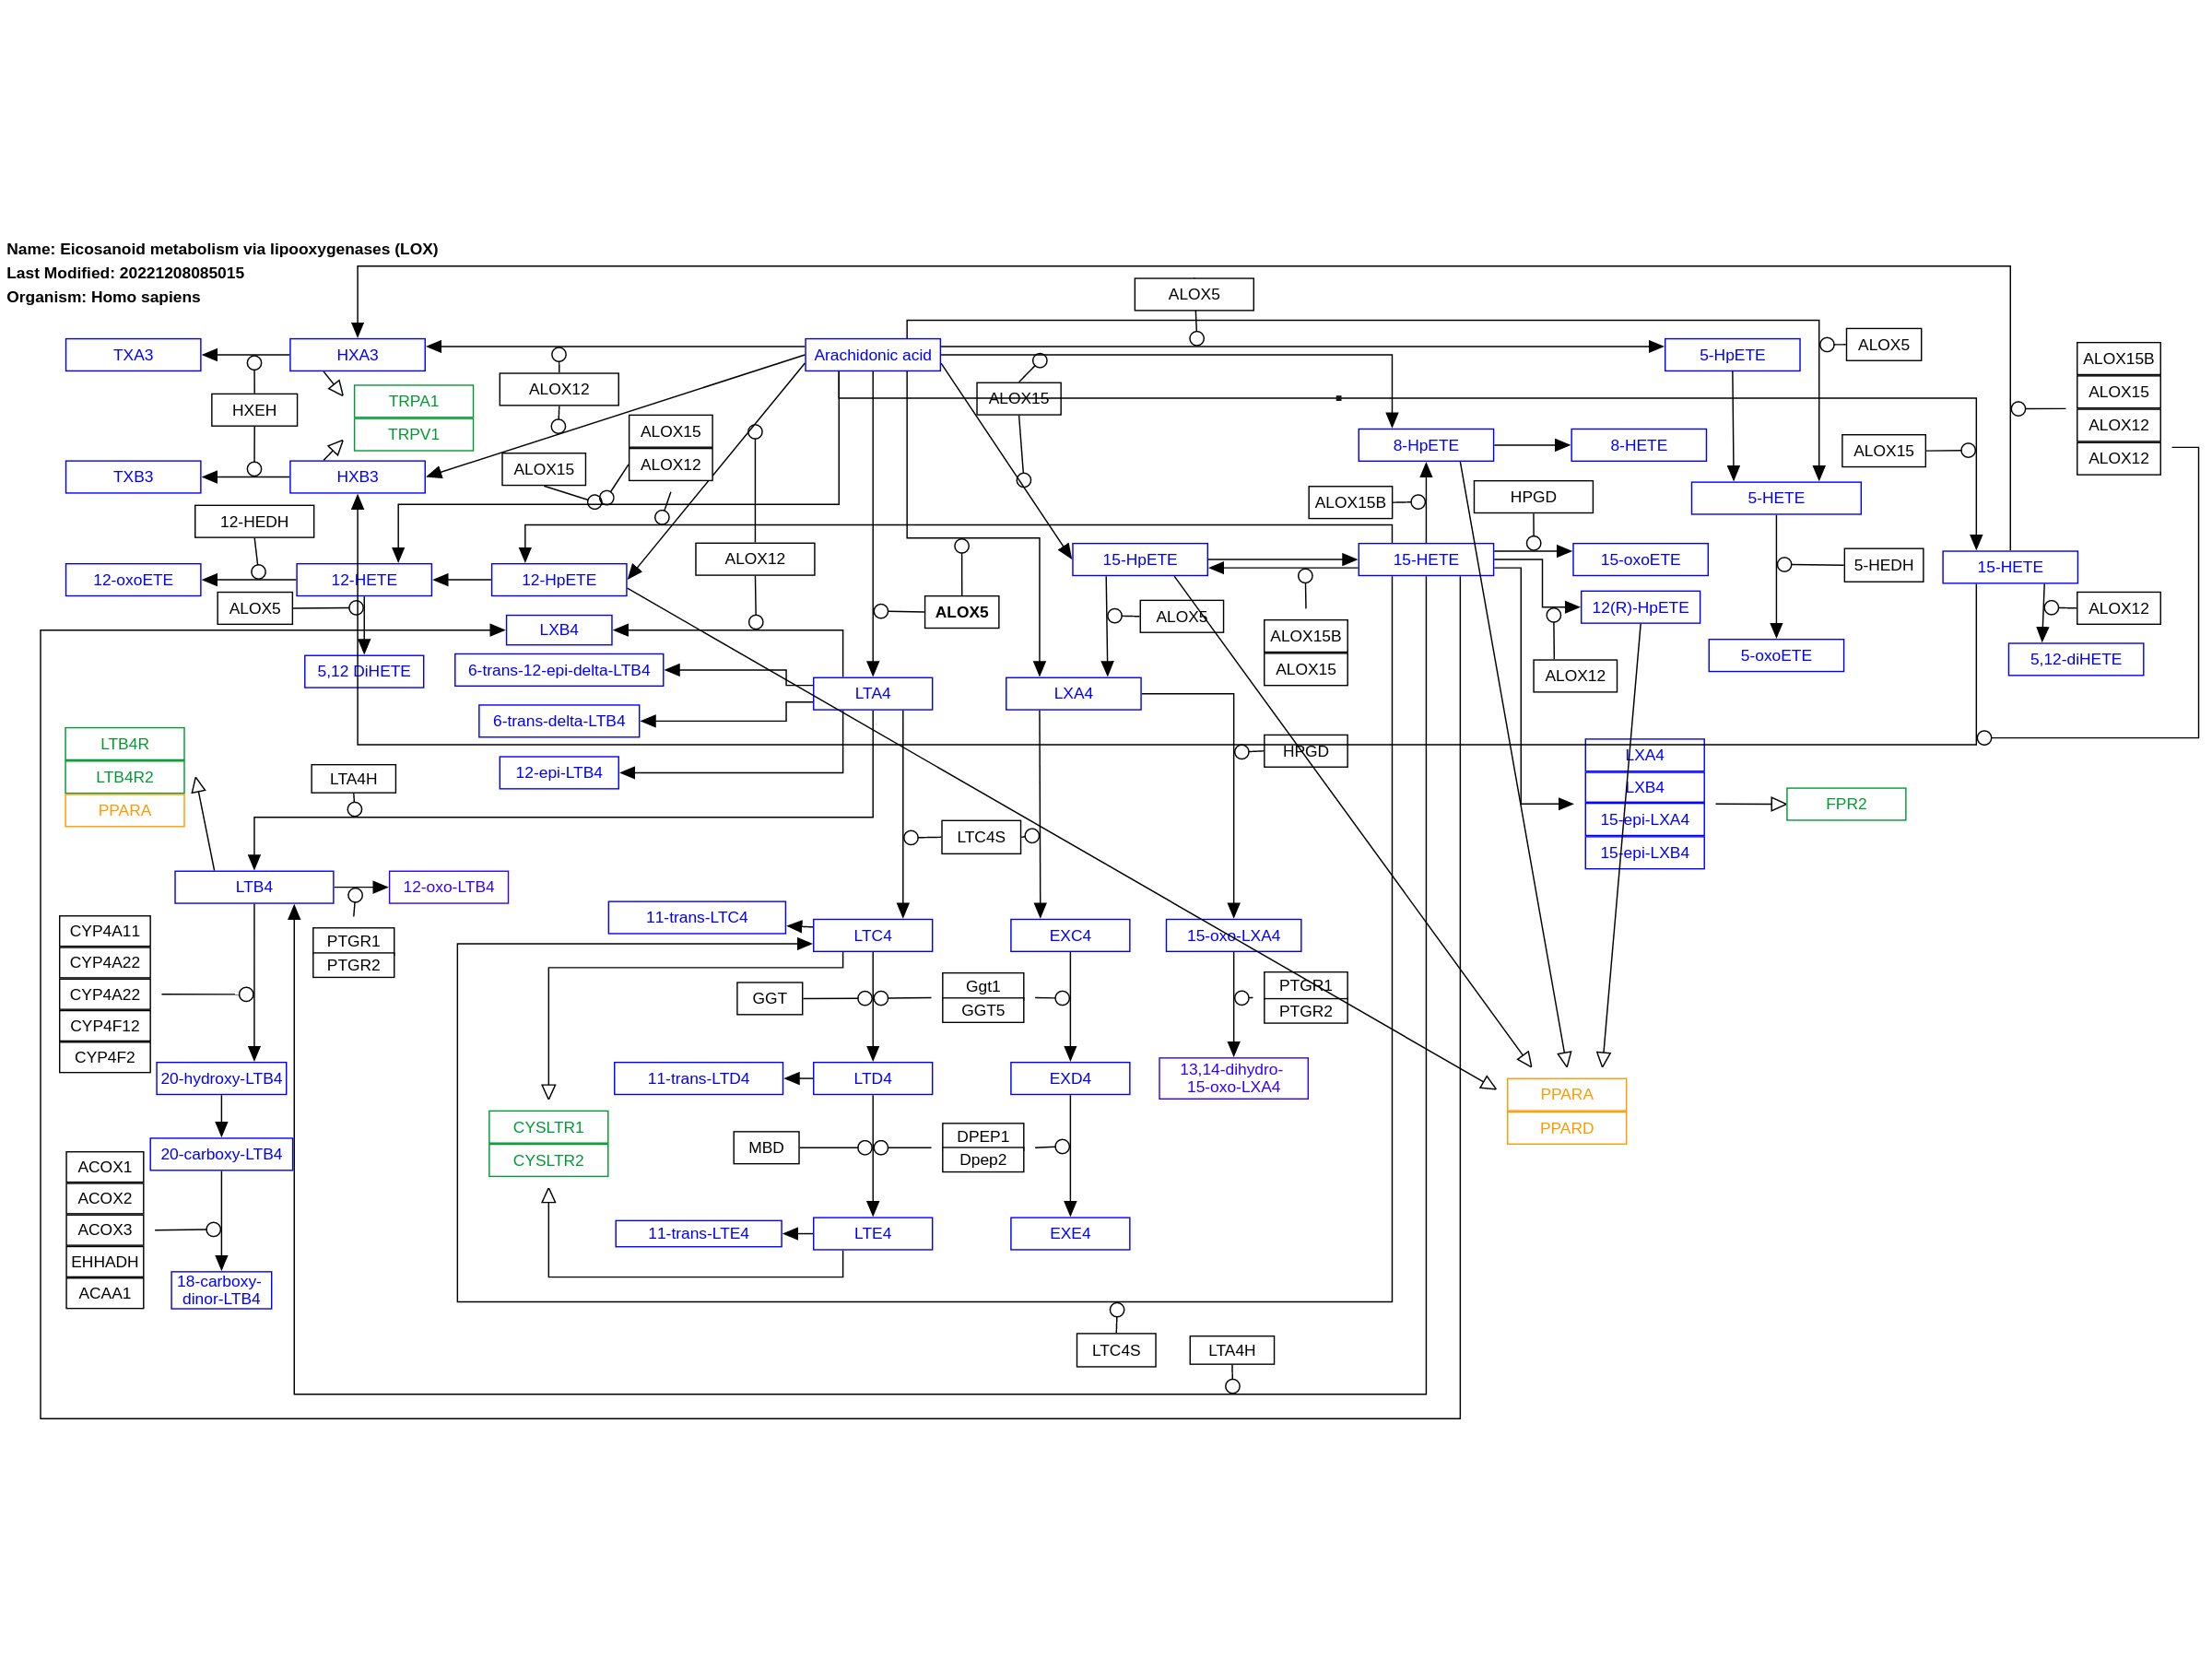 Name: Eicosanoid metabolism via lipooxygenases (LOX)
Last Modified: 20221208085015
Organism: Homo sapiens
ALOX5
TXA3
HXA3
Arachidonic acid
5-HpETE
ALOX5
ALOX15B
ALOX15
ALOX12
ALOX12
TRPA1
TRPV1
HXEH
ALOX12
ALOX15
ALOX15
ALOX12
ALOX15
8-HpETE
8-HETE
ALOX15
TXB3
HXB3
ALOX15B
HPGD
5-HETE
12-HEDH
ALOX12
15-HpETE
15-HETE
15-oxoETE
5-HEDH
15-HETE
12-oxoETE
12-HETE
12-HpETE
ALOX5
ALOX5
ALOX5
12(R)-HpETE
ALOX12
LXB4
ALOX15B
ALOX15
ALOX12
5-oxoETE
5,12-diHETE
5,12 DiHETE
6-trans-12-epi-delta-LTB4
LTA4
LXA4
6-trans-delta-LTB4
LTB4R
LTB4R2
PPARA
HPGD
LXA4
LXB4
15-epi-LXA4
15-epi-LXB4
FPR2
LTA4H
12-epi-LTB4
LTC4S
LTB4
12-oxo-LTB4
CYP4A11
CYP4A22
CYP4A22
CYP4F12
CYP4F2
PTGR1
PTGR2
11-trans-LTC4
LTC4
EXC4
15-oxo-LXA4
GGT
Ggt1
GGT5
PTGR1
PTGR2
20-hydroxy-LTB4
11-trans-LTD4
LTD4
EXD4
13,14-dihydro-
15-oxo-LXA4
PPARA
PPARD
CYSLTR1
CYSLTR2
MBD
DPEP1
Dpep2
20-carboxy-LTB4
ACOX1
ACOX2
ACOX3
EHHADH
ACAA1
11-trans-LTE4
LTE4
EXE4
18-carboxy-
dinor-LTB4
LTC4S
LTA4H